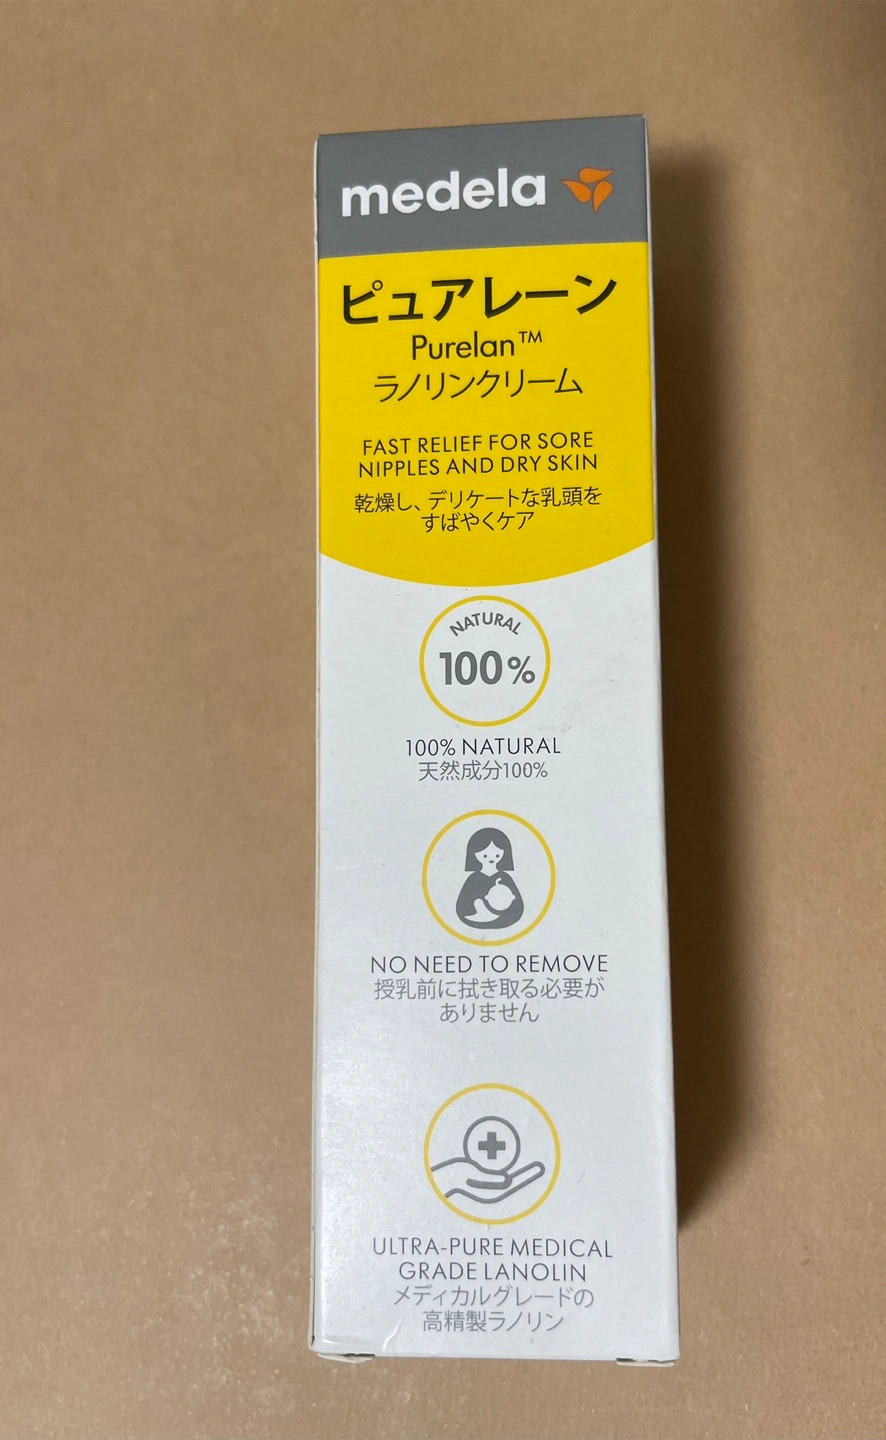 medela
ピュアレーン
Purelan™
ラノリンクリーム
FAST RELIEF FOR SORE
NIPPLES AND DRY SKIN
乾燥し、デリケートな乳頭を
すばやくケア
NATURAL
100%
100% NATURAL
天然成分100%
NO NEED TO REMOVE
授乳前に拭き取る必要が
ありません
ULTRA-PURE MEDICAL
GRADE LANOLIN
メディカルグレードの
高精製ラノリン